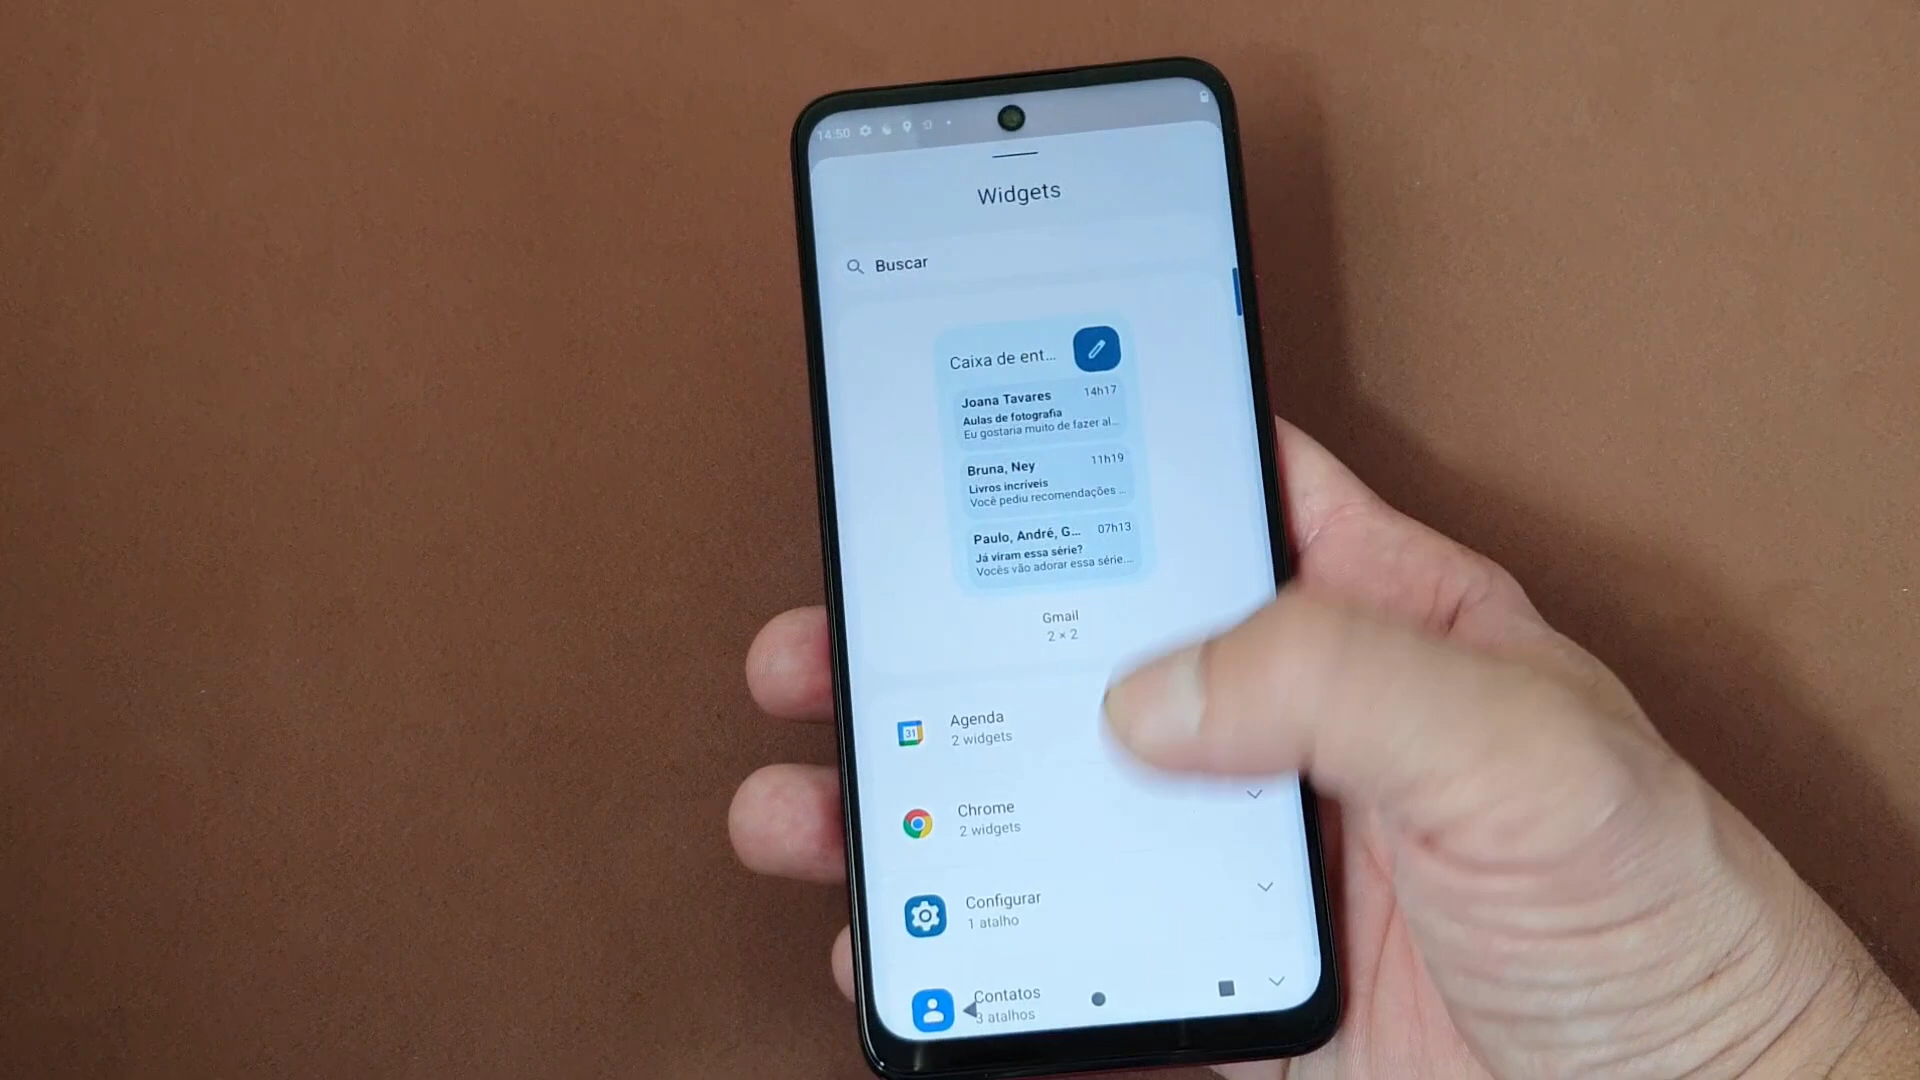 14:50
Widgets
Buscar
Caixa de ent...
Joana Tavares 14h17
Aulas de fotografia
Eu gostaria muito de fazer al...
Bruna, Ney 11h19
Livros incríveis
Você pediu recomendações ...
Paulo, André, G... 07h13
Já viram essa série?
Vocês vão adorar essa série....
Gmail
2 × 2
31
Agenda
2 widgets
Chrome
2 widgets
Configurar
1 atalho
Contatos
3 atalhos